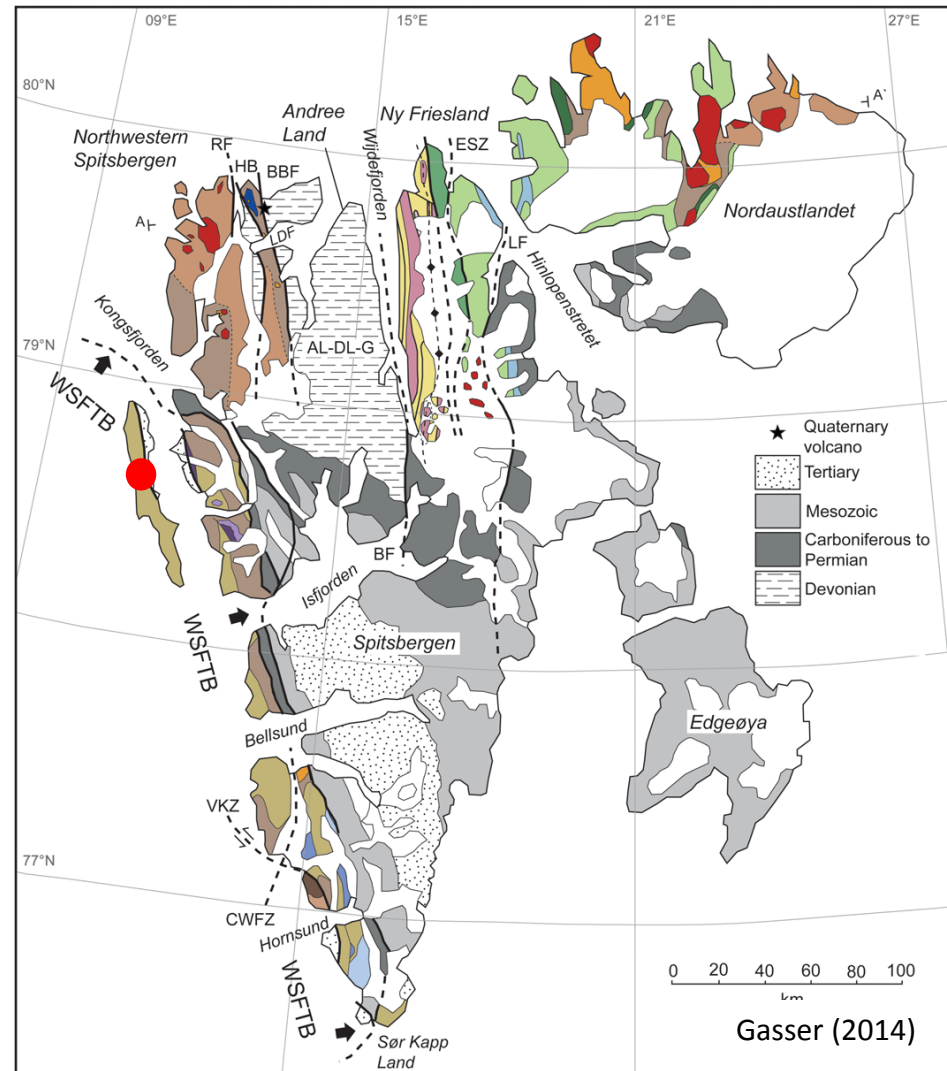 09°E
15°E
21°E
27°E
80°N
Andree
Land
Ny Friesland
A`
Northwestern
Spitsbergen
RF
HB
BBF
Wijdefjorden
ESZ
A
LDF
Nordaustlandet
LF
Hinlopenstretet
Kongsfjorden
79°N
AL-DL-G
WSFTB
Quaternary
volcano
Tertiary
Mesozoic
Carboniferous to
Permian
Devonian
BF
Isfjorden
WSFTB
Spitsbergen
Edgeøya
Bellsund
VKZ
77°N
CWFZ
Hornsund
WSFTB
0 20 40 60 80 100
km
Sør Kapp
Land
Gasser (2014)